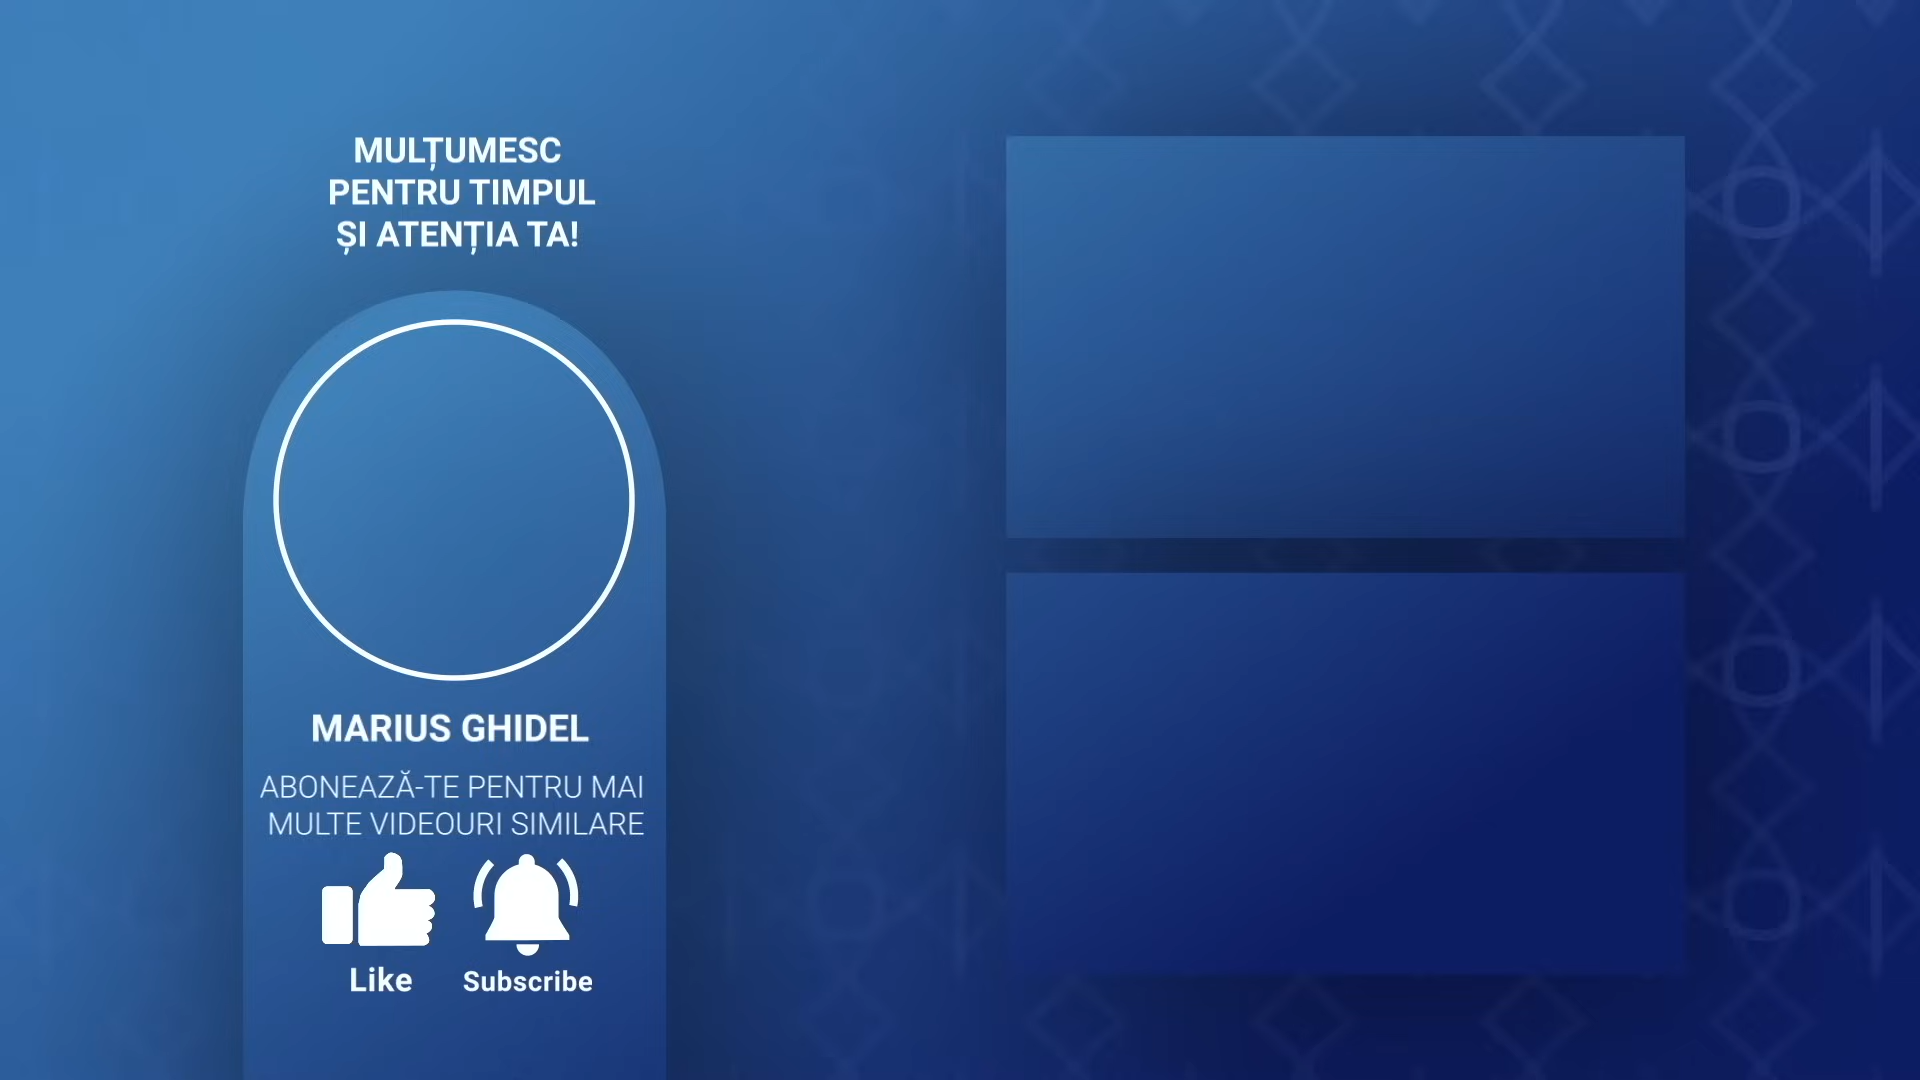 MULȚUMESC
PENTRU TIMPUL
ȘI ATENȚIA TA!
MARIUS GHIDEL
ABONEAZĂ-TE PENTRU MAI
MULTE VIDEOURI SIMILARE
Like
Subscribe